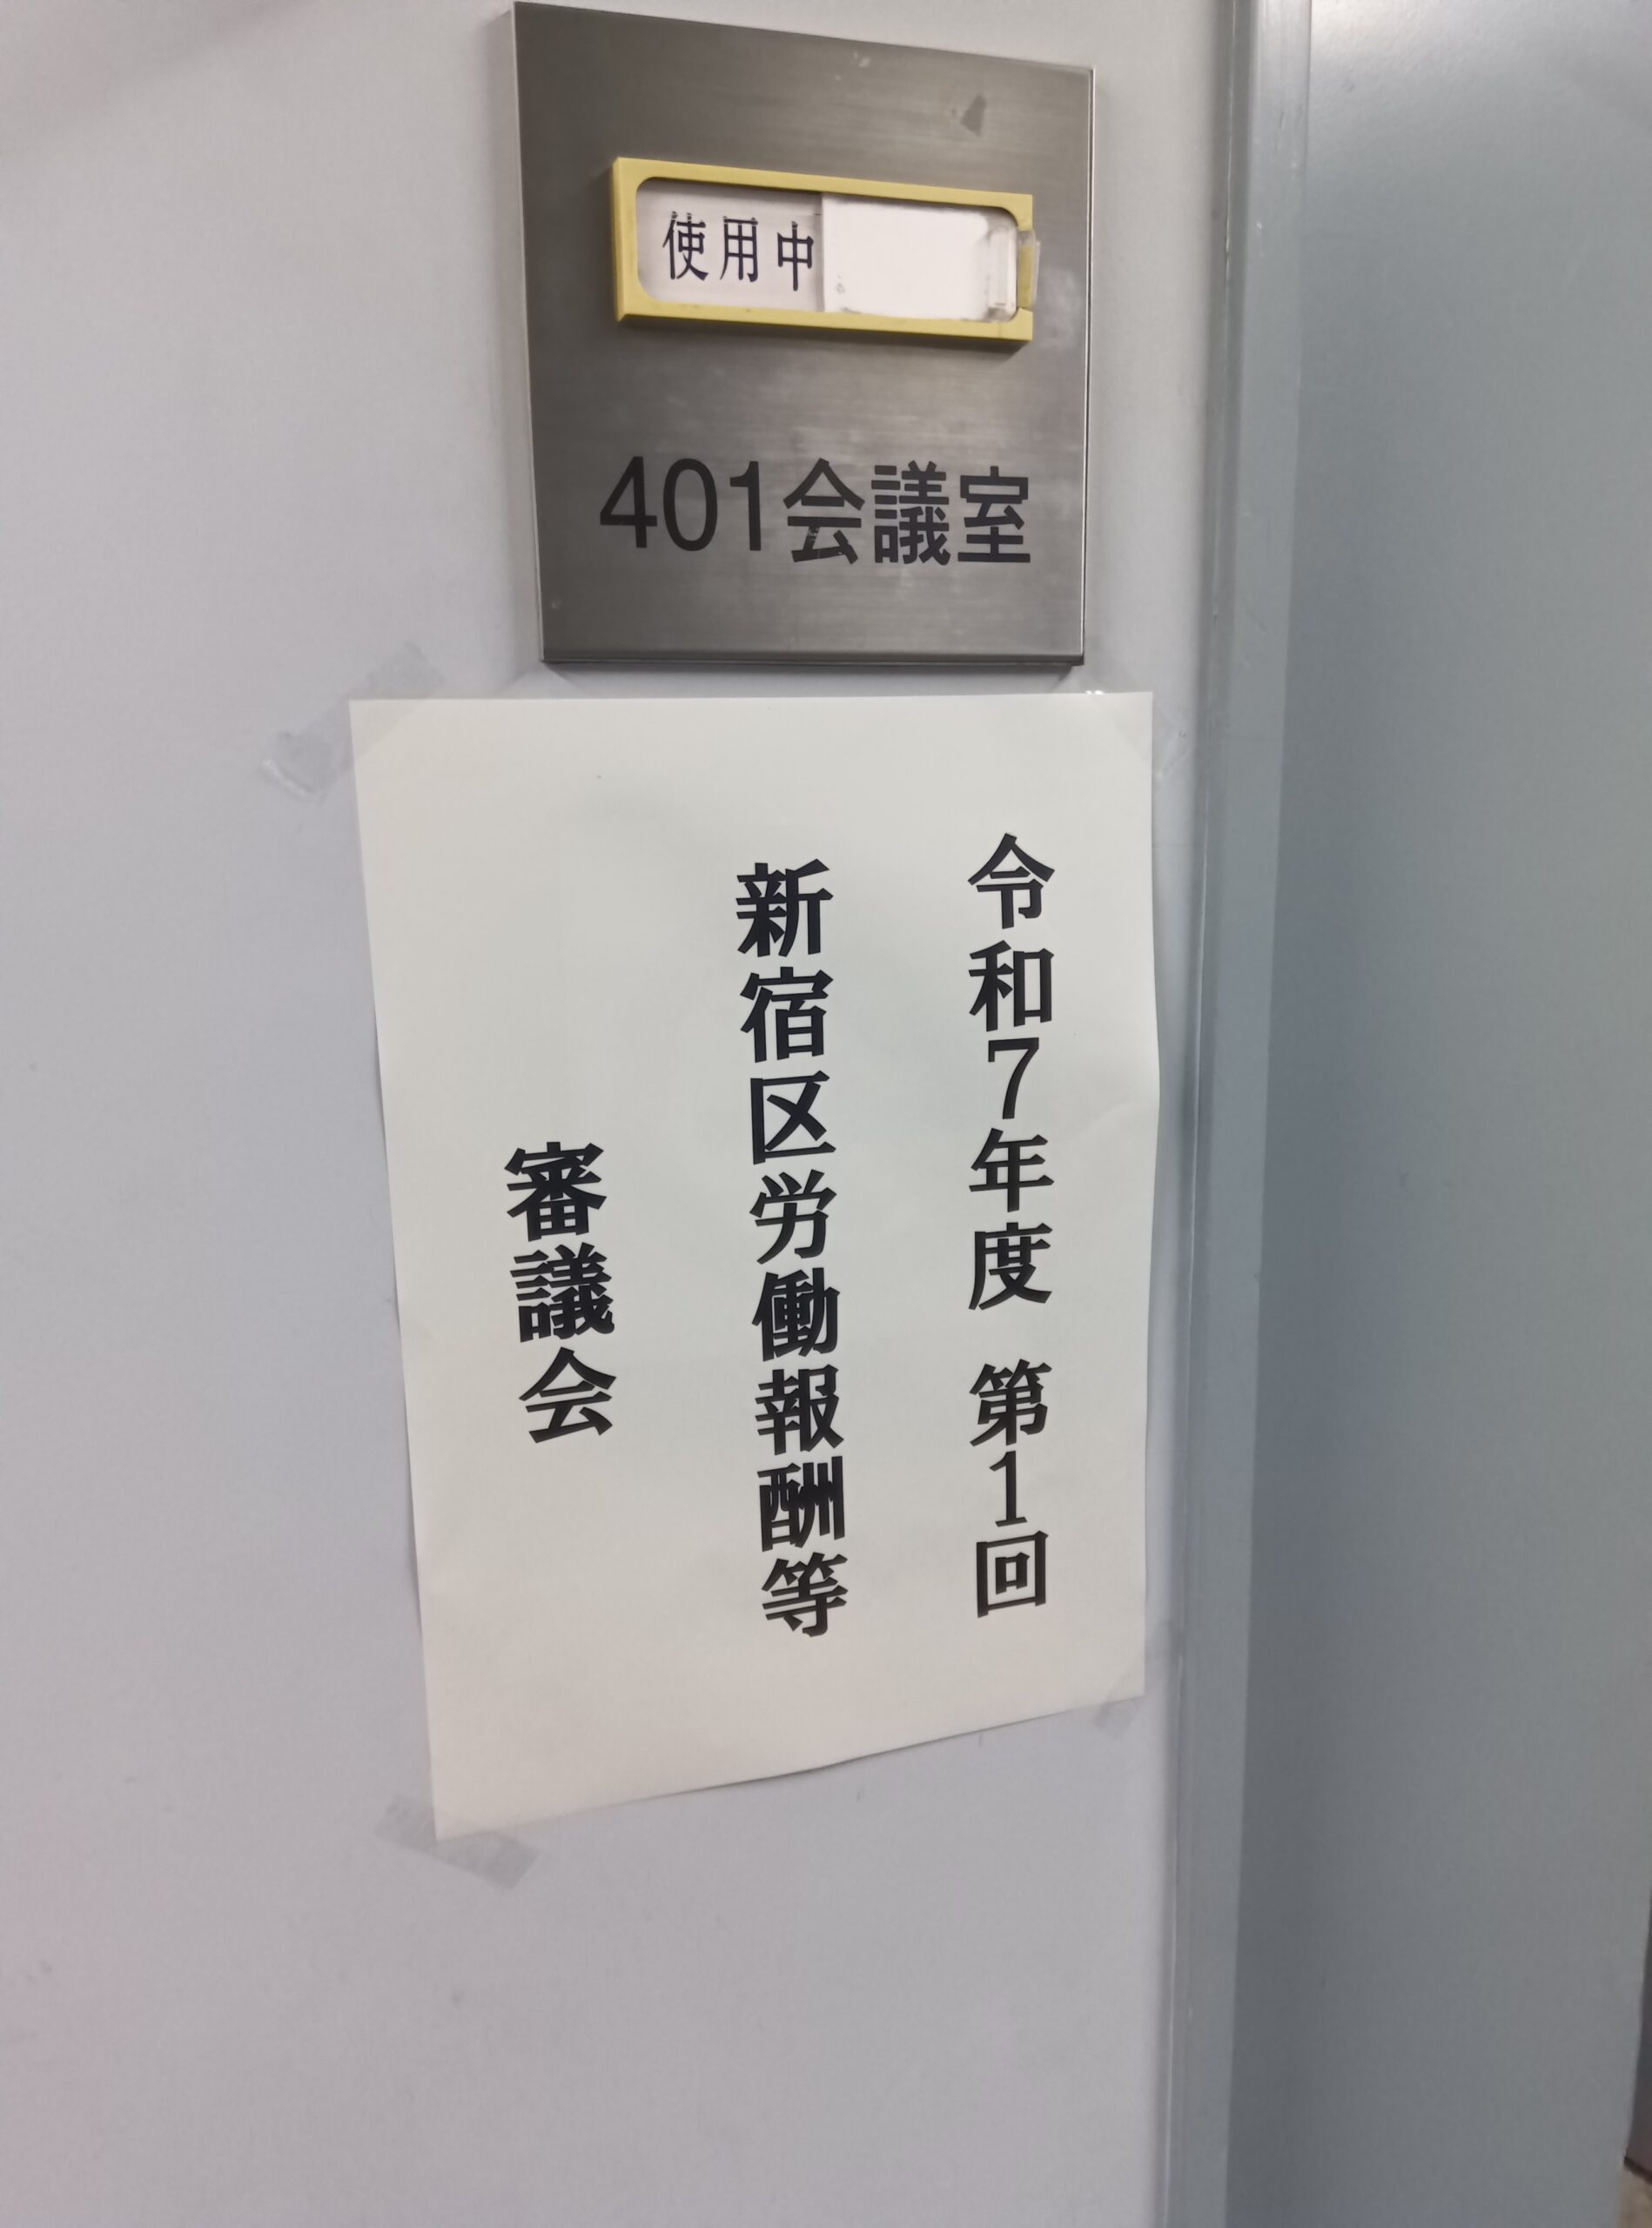 使用中
401会議室
令和7年度 第1回
新宿区労働報酬等
審議会